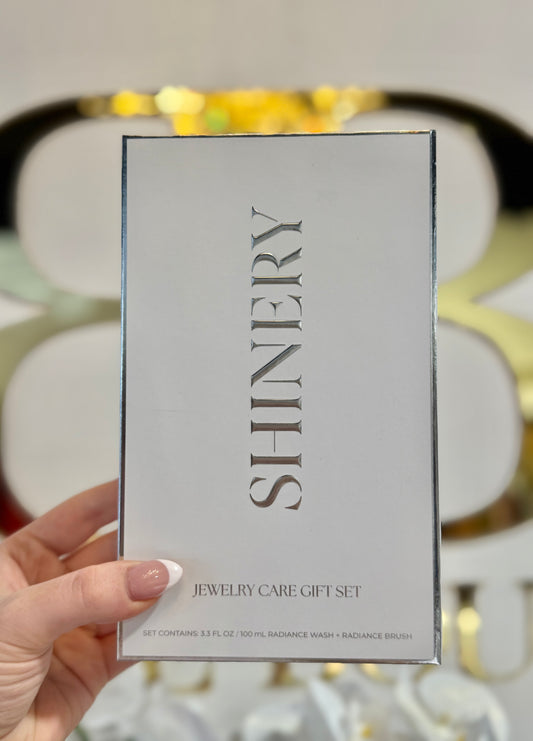 SHINERY
JEWELRY CARE GIFT SET
SET CONTAINS: 3.3 FL OZ / 100 mL RADIANCE WASH + RADIANCE BRUSH